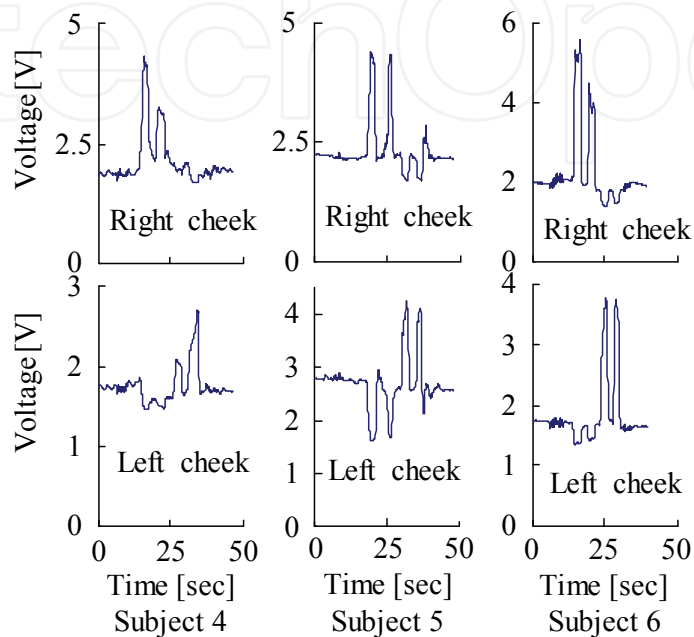 techOp
Voltage[V]
5
2.5
0
Right cheek
5
2.5
0
Right cheek
6
4
2
0
Right cheek
Voltage[V]
3
2
1
0
Left cheek
0
25
50
Time [sec]
Subject 4
4
3
2
1
0
Left cheek
0
25
50
Time [sec]
Subject 5
4
3
2
1
0
Left cheek
0
25
50
Time [sec]
Subject 6